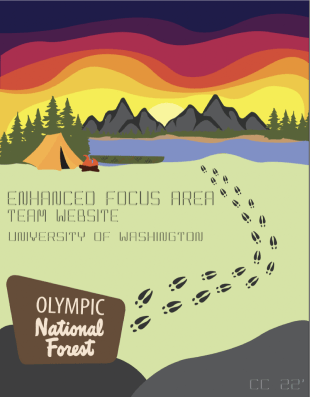 ENHANCED FOCUS AREA
TEAM WEBSITE
UNIVERSITY OF WASHINGTON
OLYMPIC
National
Forest
CC 22'